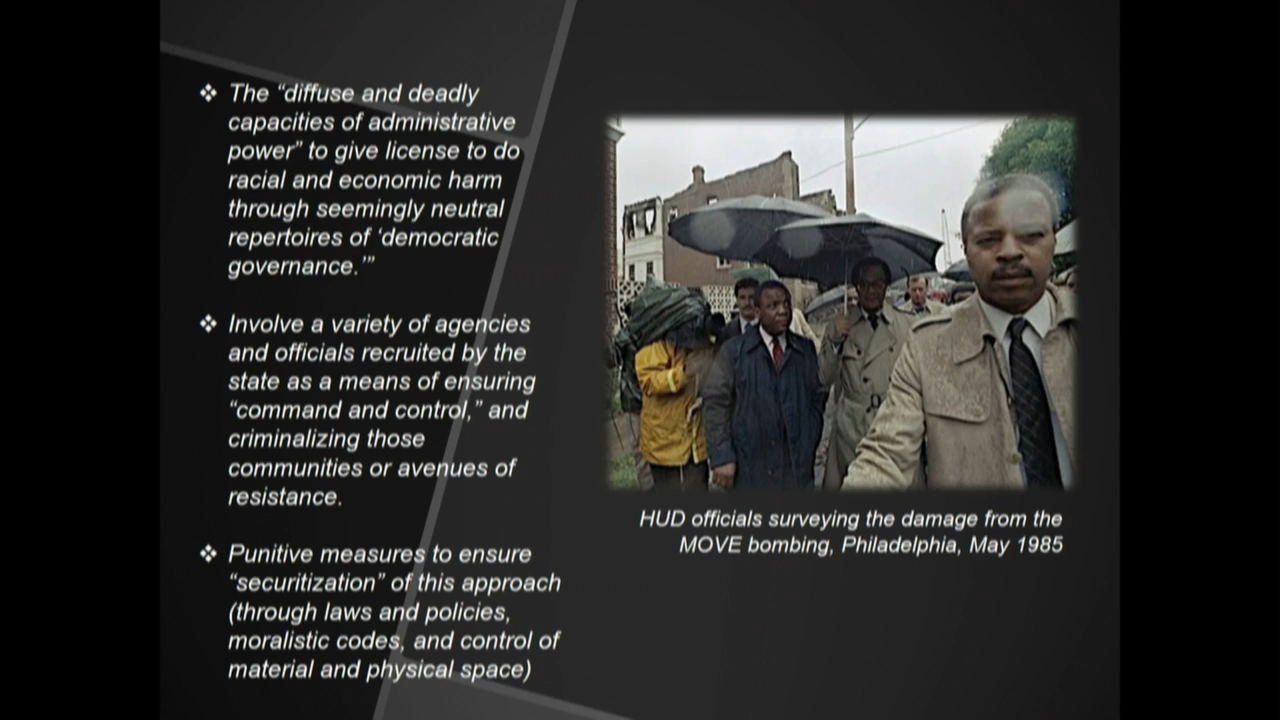 ❖ The “diffuse and deadly
capacities of administrative
power” to give license to do
racial and economic harm
through seemingly neutral
repertoires of ‘democratic
governance.’”
❖ Involve a variety of agencies
and officials recruited by the
state as a means of ensuring
“command and control,” and
criminalizing those
communities or avenues of
resistance.
❖ Punitive measures to ensure
“securitization” of this approach
(through laws and policies,
moralistic codes, and control of
material and physical space)
HUD officials surveying the damage from the
MOVE bombing, Philadelphia, May 1985